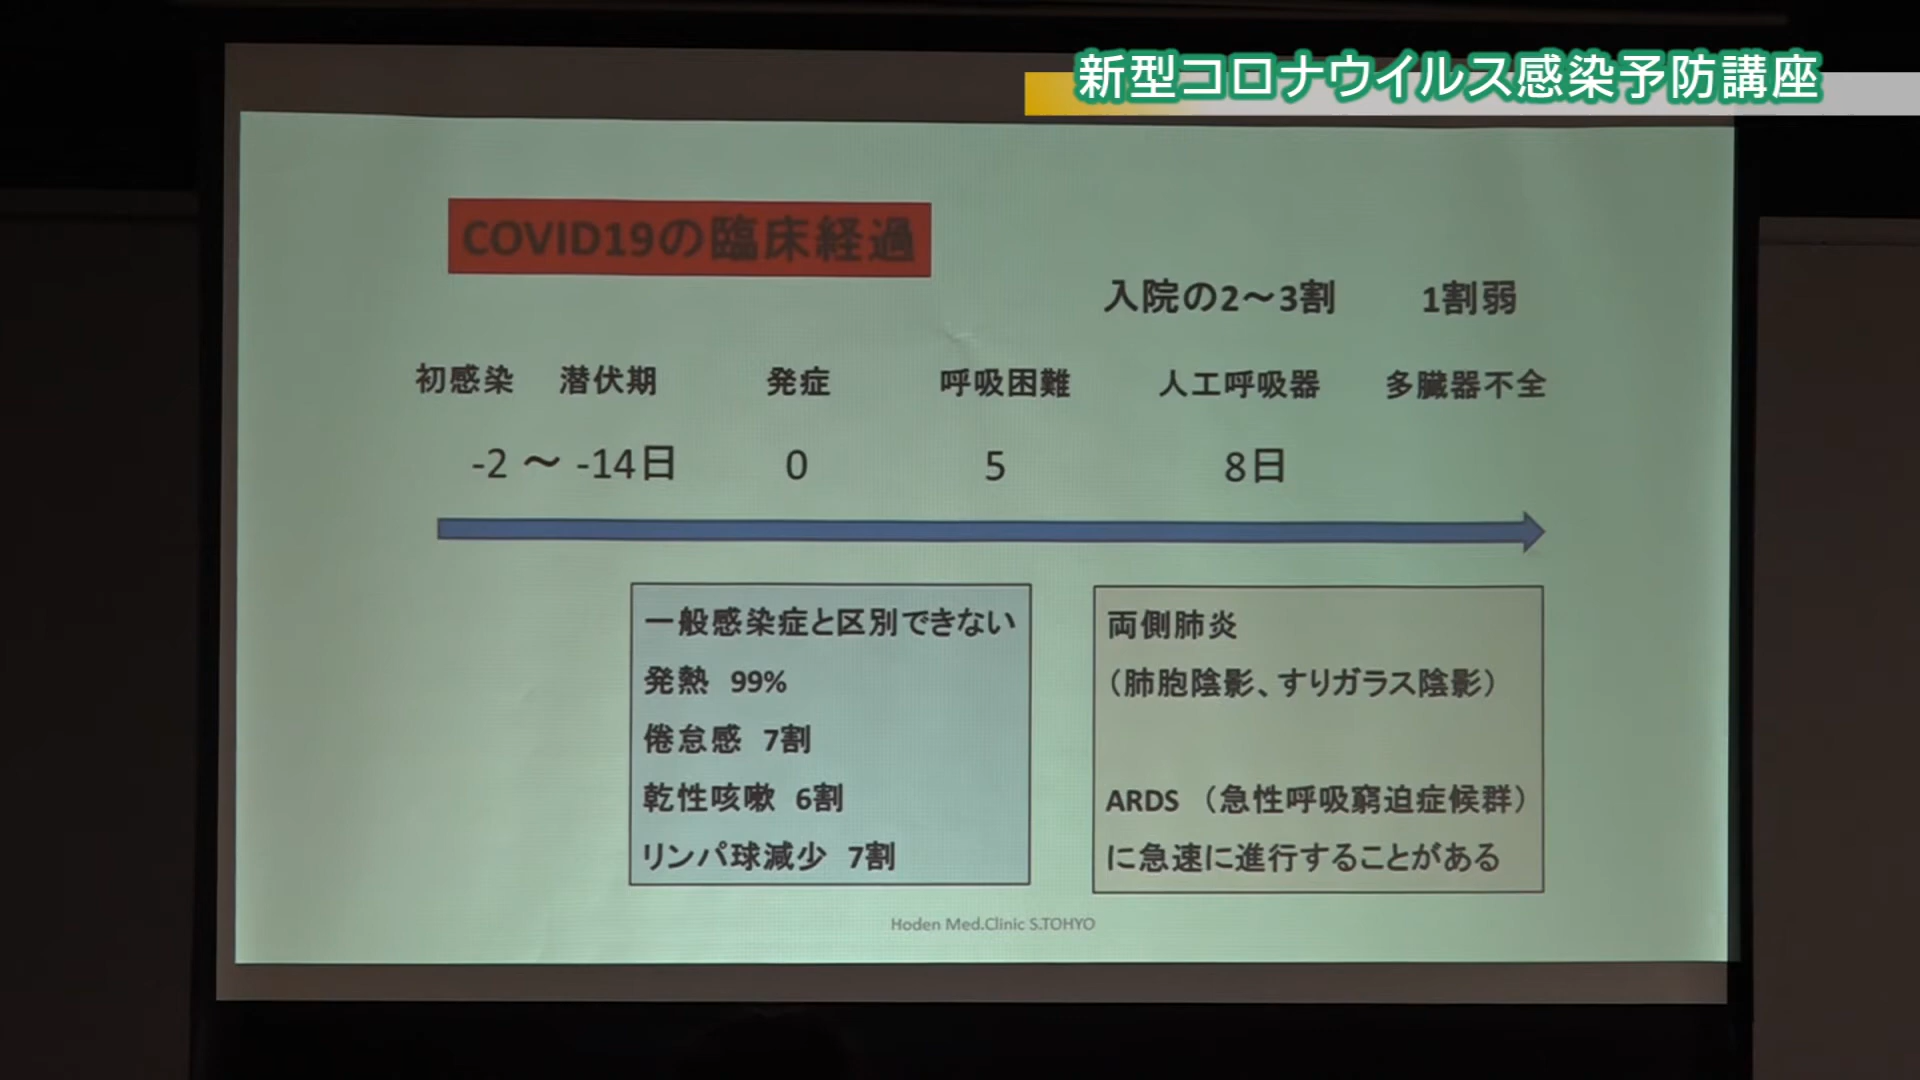 新型コロナウイルス感染予防講座
COVID19の臨床経過
入院の2～3割 1割弱
初感染 潜伏期 発症 呼吸困難 人工呼吸器 多臓器不全
-2 ～ -14日 0 5 8日
一般感染症と区別できない
発熱 99%
倦怠感 7割
乾性咳嗽 6割
リンパ球減少 7割
両側肺炎
（肺胞陰影、すりガラス陰影）
ARDS （急性呼吸窮迫症候群）
に急速に進行することがある
Hoden Med.Clinic S.TOHYO